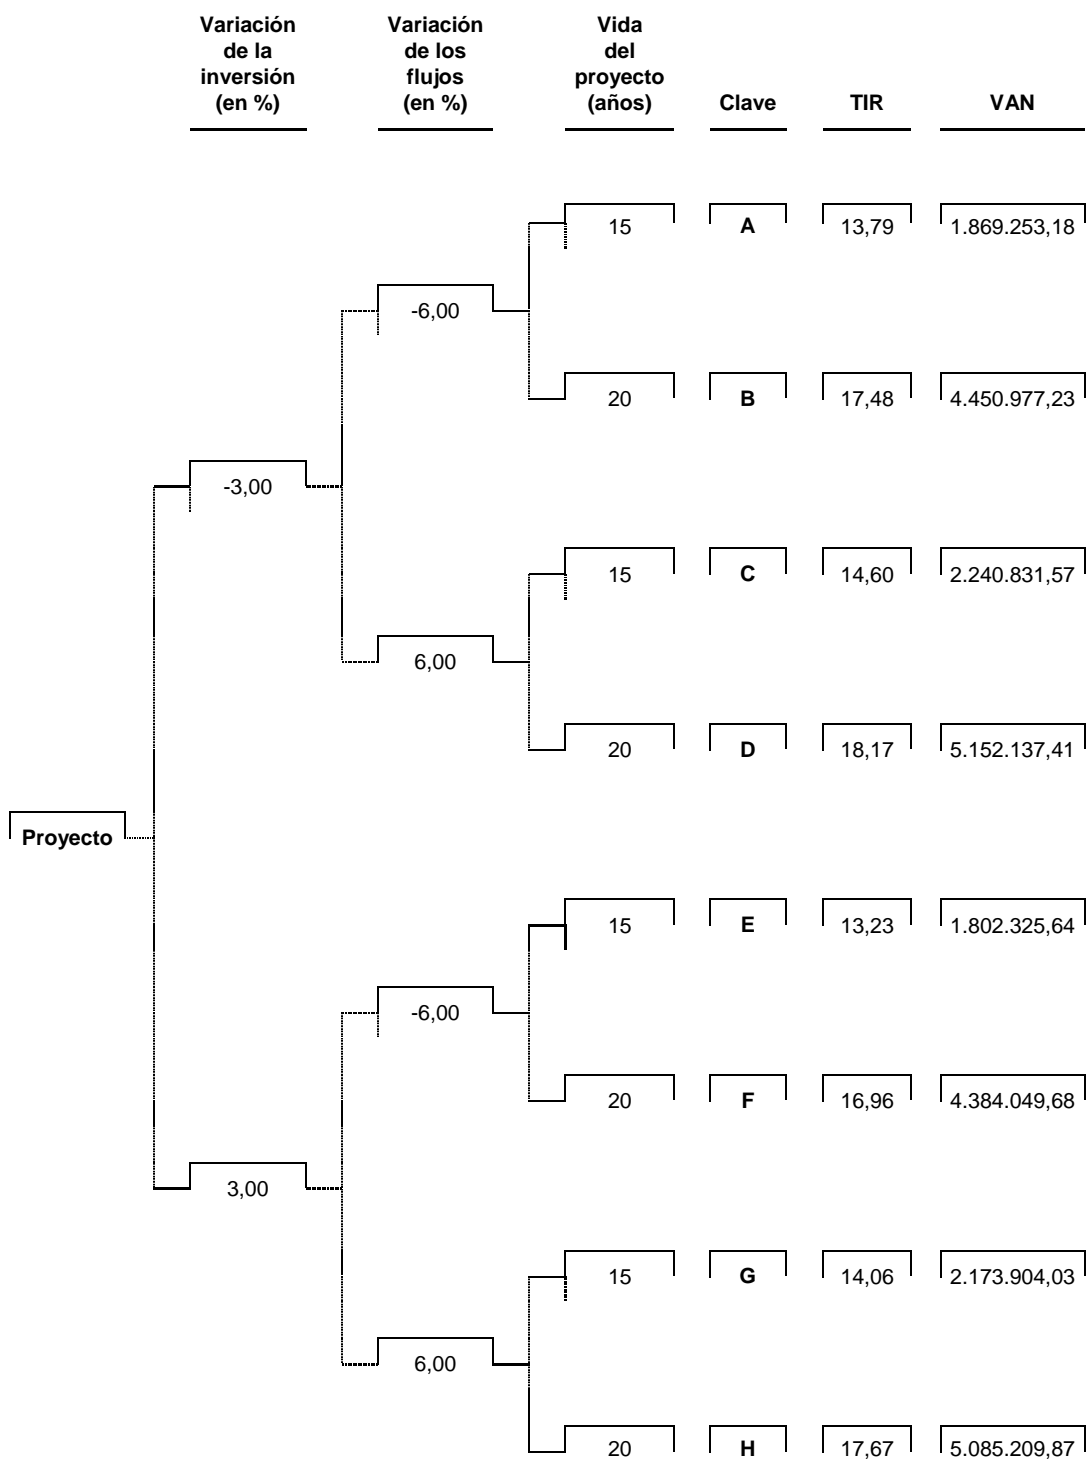 Variación de la inversión (en %)
Variación de los flujos (en %)
Vida del proyecto (años)
Clave
TIR
VAN
15 A 13,79 1.869.253,18
-6,00
20 B 17,48 4.450.977,23
-3,00
15 C 14,60 2.240.831,57
6,00
20 D 18,17 5.152.137,41
Proyecto
15 E 13,23 1.802.325,64
-6,00
20 F 16,96 4.384.049,68
3,00
15 G 14,06 2.173.904,03
6,00
20 H 17,67 5.085.209,87